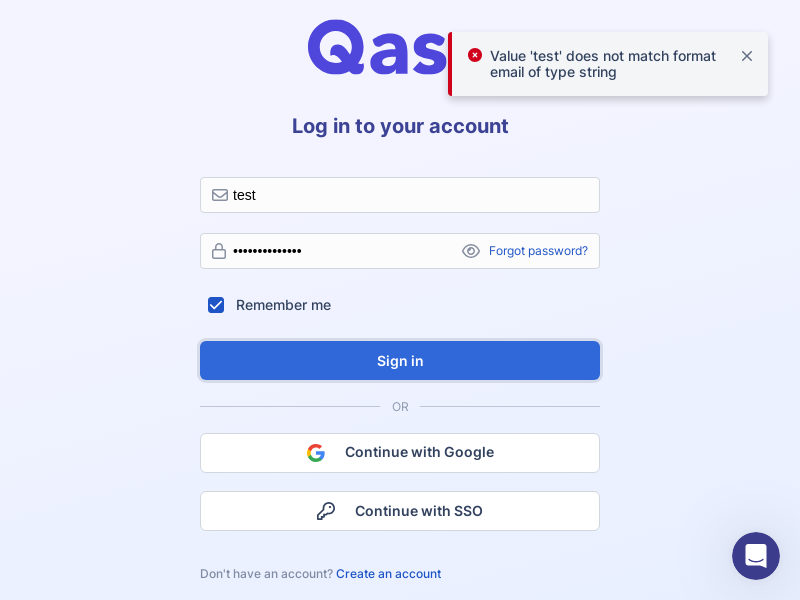 Qas
Value 'test' does not match format
email of type string
Log in to your account
test
••••••••••••••
Forgot password?
Remember me
Sign in
OR
Continue with Google
Continue with SSO
Don't have an account? Create an account